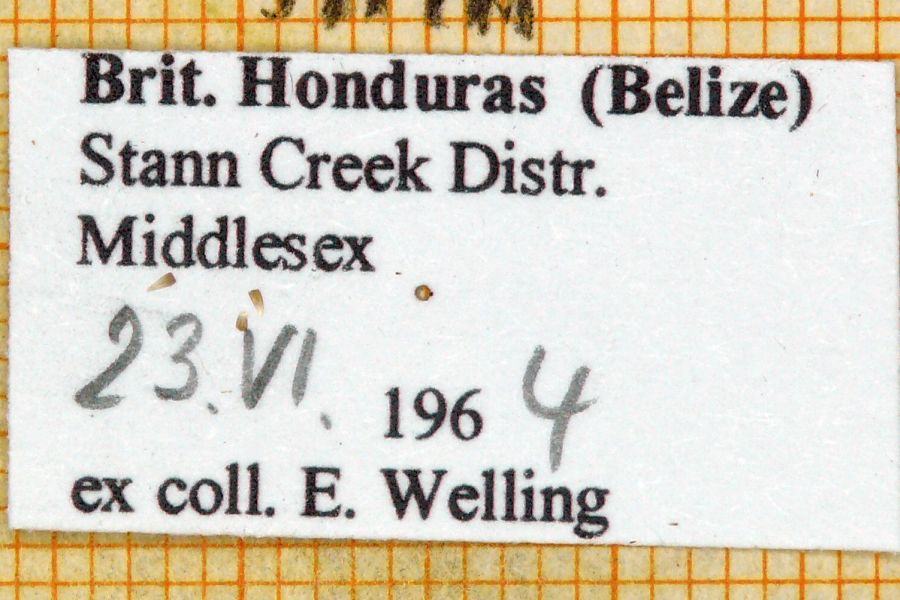 Brit. Honduras (Belize)
Stann Creek Distr.
Middlesex
23.VI. 1964
ex coll. E. Welling